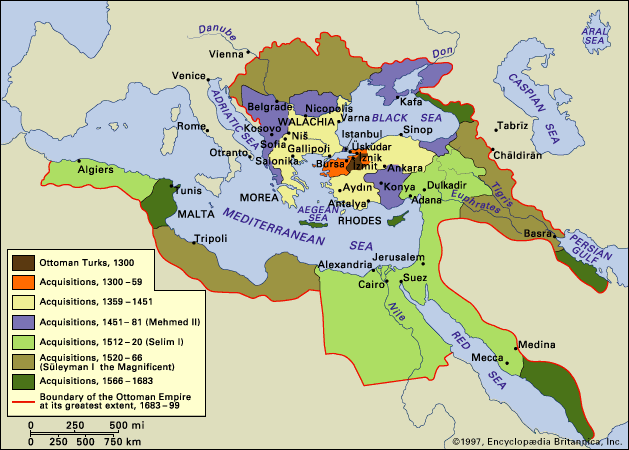 Danube
Don
ARAL
SEA
Vienna
Venice
CASPIAN SEA
Kafa
Belgrade
Nicopolis
ADRIATIC SEA
WALACHIA
Varna
BLACK SEA
Rome
Kosovo
Niš
Istanbul
Sinop
Tabriz
Sofia
Üsküdar
Otranto
Gallipoli
İznik
Chāldirān
Salonika
Bursa
İzmit
Ankara
Algiers
Tunis
Aydın
Konya
Dulkadir
MOREA
Adana
Tigris
Euphrates
MALTA
AEGEAN
SEA
Antalya
RHODES
MEDITERRANEAN SEA
Basra
PERSIAN
GULF
Tripoli
Jerusalem
Alexandria
Cairo
Suez
Nile
RED SEA
Medina
Mecca
Ottoman Turks, 1300
Acquisitions, 1300–59
Acquisitions, 1359–1451
Acquisitions, 1451–81 (Mehmed II)
Acquisitions, 1512–20 (Selim I)
Acquisitions, 1520–66
(Süleyman I the Magnificent)
Acquisitions, 1566–1683
Boundary of the Ottoman Empire
at its greatest extent, 1683–99
0 250 500 mi
0 250 500 750 km
©1997, Encyclopædia Britannica, Inc.